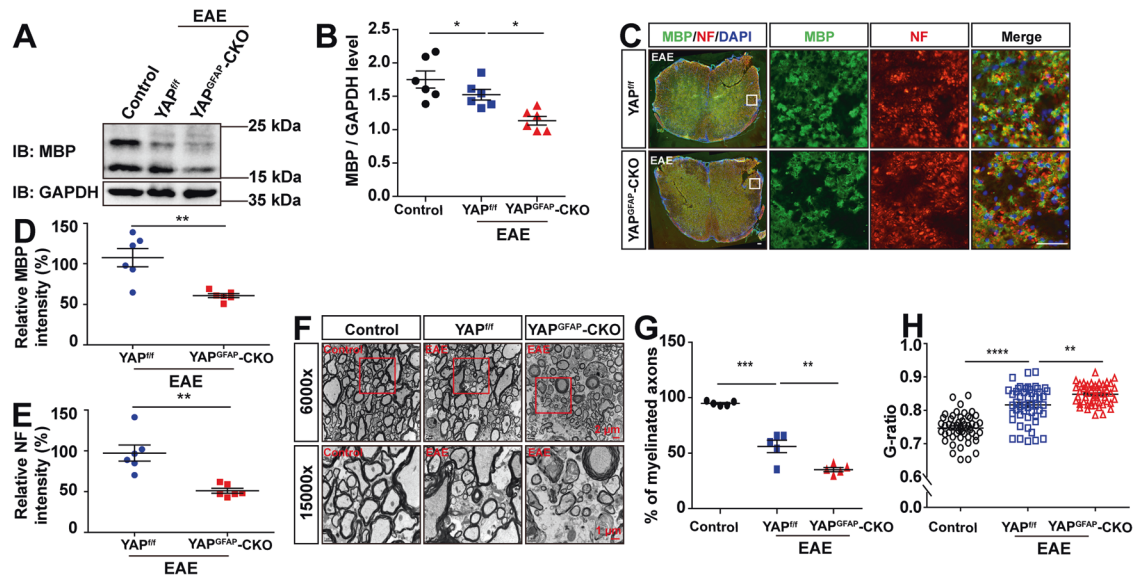 A
EAE
Control
YAPf/f
YAPGFAP-CKO
25 kDa
IB: MBP
15 kDa
IB: GAPDH
35 kDa
B
MBP / GAPDH level
2.5
2.0
1.5
1.0
0.5
0.0
* *
Control YAPf/f YAPGFAP-CKO
EAE
C
MBP/NF/DAPI MBP NF Merge
YAPf/f
EAE
YAPGFAP-CKO
EAE
D
Relative MBP
intensity (%)
150
100
50
0
**
YAPf/f YAPGFAP-CKO
EAE
E
Relative NF
intensity (%)
150
100
50
0
**
YAPf/f YAPGFAP-CKO
EAE
F
Control YAPf/f YAPGFAP-CKO
6000x
Control EAE EAE
2 μm
15000x
Control EAE EAE
1 μm
G
% of myelinated axons
150
100
50
0
*** **
Control YAPf/f YAPGFAP-CKO
EAE
H
G-ratio
1.0
0.9
0.8
0.7
0.6
0.0
**** **
Control YAPf/f YAPGFAP-CKO
EAE